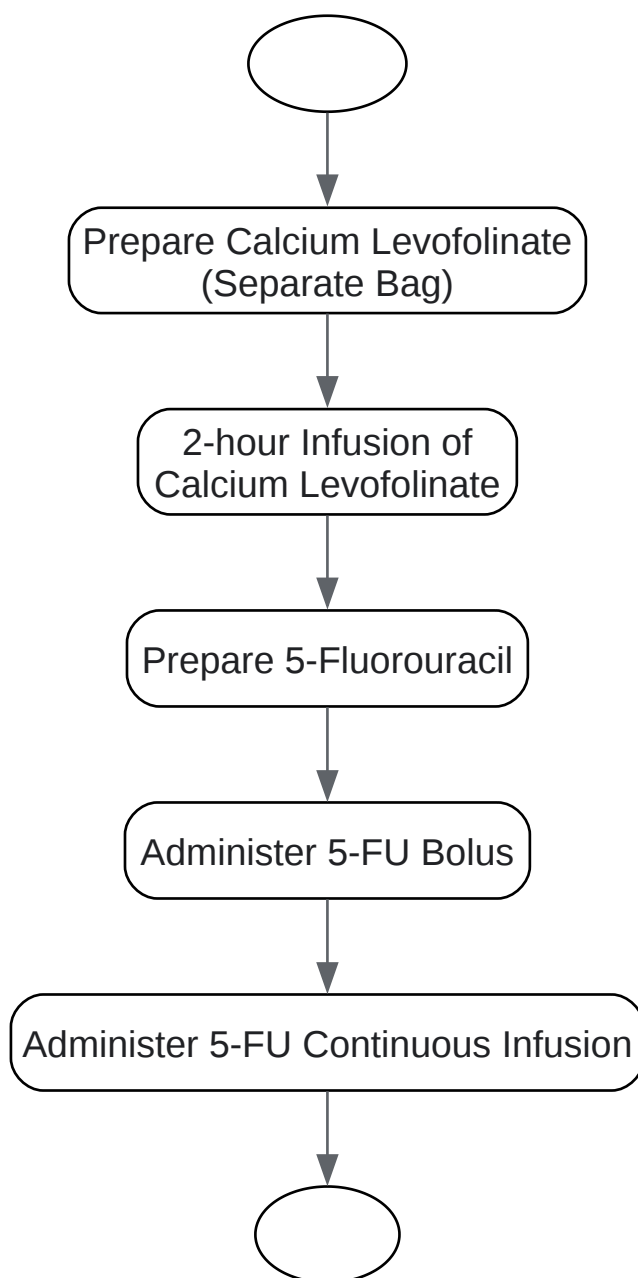 Prepare Calcium Levofolinate
(Separate Bag)
2-hour Infusion of
Calcium Levofolinate
Prepare 5-Fluorouracil
Administer 5-FU Bolus
Administer 5-FU Continuous Infusion